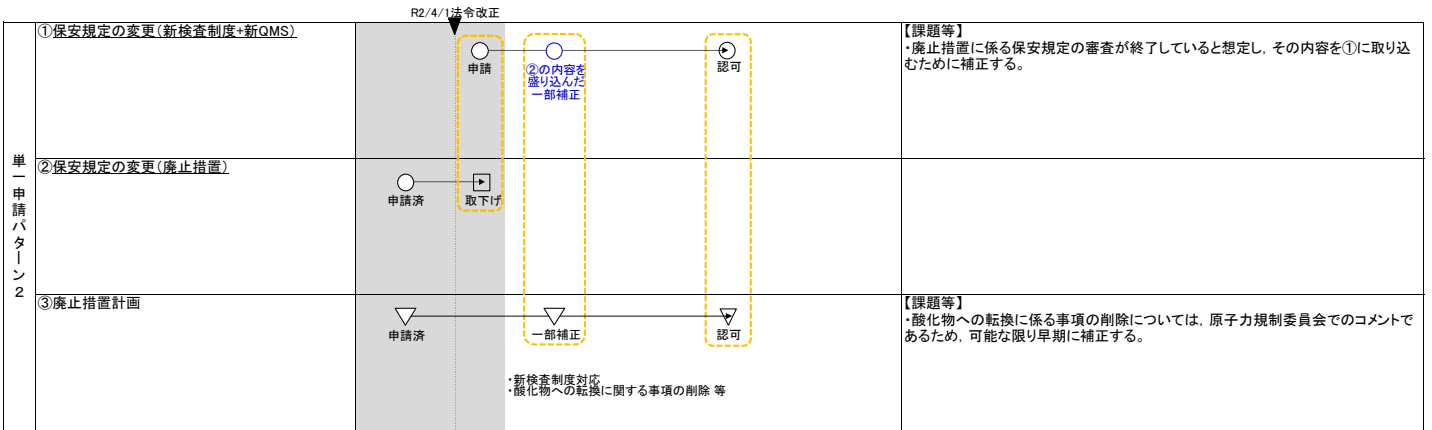 R2/4/1法令改正
単一申請パターン2
①保安規定の変更(新検査制度+新QMS)
申請
②の内容を
盛り込んだ
一部補正
認可
【課題等】
・廃止措置に係る保安規定の審査が終了していると想定し,その内容を①に取り込
むために補正する。
②保安規定の変更(廃止措置)
申請済
取下げ
③廃止措置計画
申請済
一部補正
認可
・新検査制度対応
・酸化物への転換に関する事項の削除 等
【課題等】
・酸化物への転換に係る事項の削除については,原子力規制委員会でのコメントで
あるため,可能な限り早期に補正する。